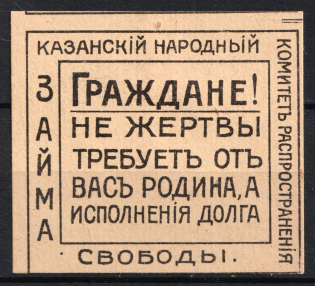 КАЗАНСКІЙ НАРОДНЫЙ
КОМИТЕТЪ РАСПРОСТРАНЕНІЯ
ЗАЙМА
СВОБОДЫ.
ГРАЖДАНЕ!
НЕ ЖЕРТВЫ
ТРЕБУЕТЪ ОТЪ
ВАСЪ РОДИНА, А
ИСПОЛНЕНІЯ ДОЛГА